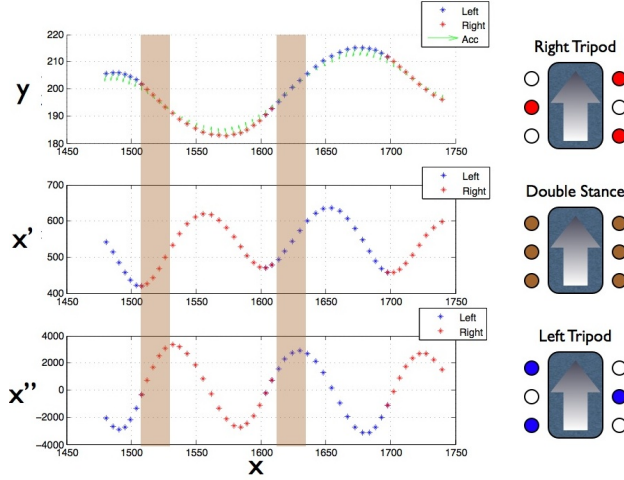 Left
Right
Acc
y
220
210
200
190
180
1450
1500
1550
1600
1650
1700
1750
Left
Right
x'
700
600
500
400
1450
1500
1550
1600
1650
1700
1750
Left
Right
x''
4000
2000
0
-2000
-4000
1450
1500
1550
1600
1650
1700
1750
x
Right Tripod
Double Stance
Left Tripod